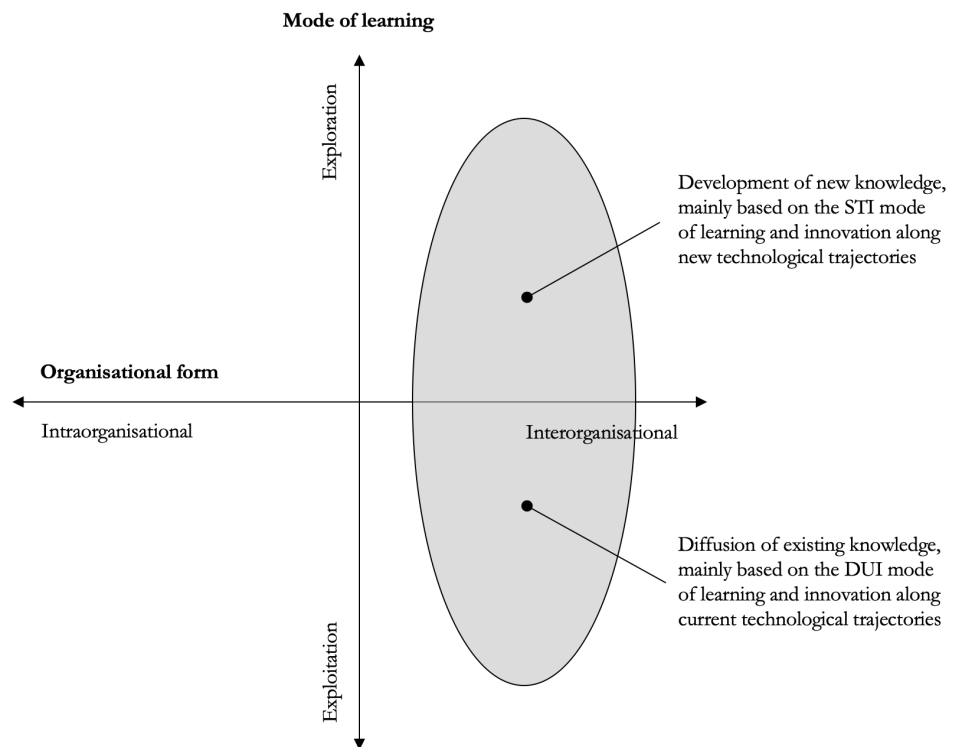 Mode of learning
Exploration
Development of new knowledge,
mainly based on the STI mode
of learning and innovation along
new technological trajectories
Organisational form
Intraorganisational
Interorganisational
Diffusion of existing knowledge,
mainly based on the DUI mode
of learning and innovation along
current technological trajectories
Exploitation